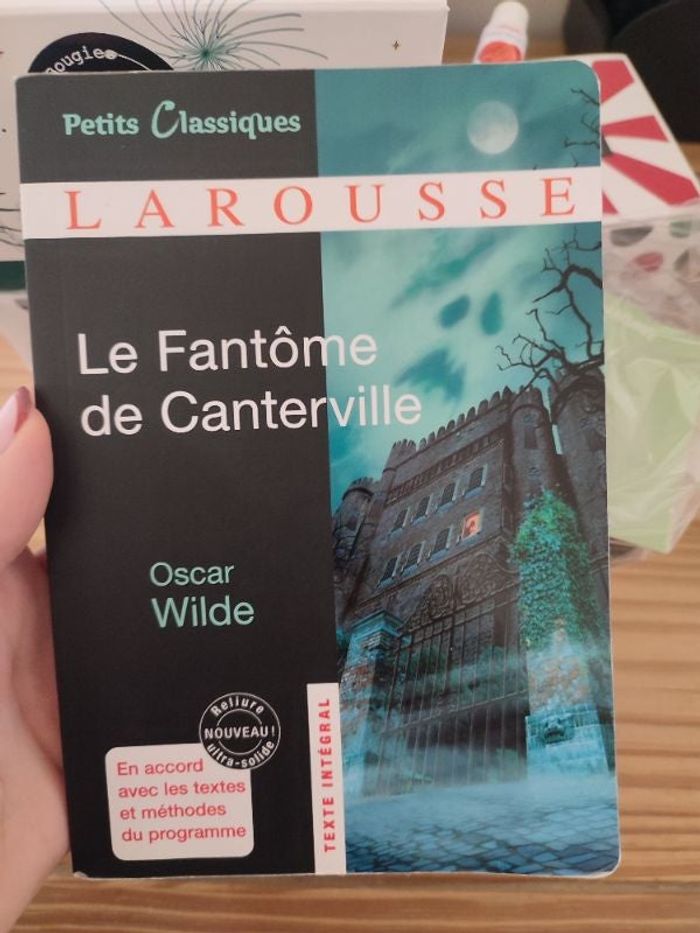 ougie
Petits Classiques
LAROUSSE
Le Fantôme
de Canterville
Oscar
Wilde
Reliure
NOUVEAU !
ultra-solide
En accord
avec les textes
et méthodes
du programme
TEXTE INTÉGRAL